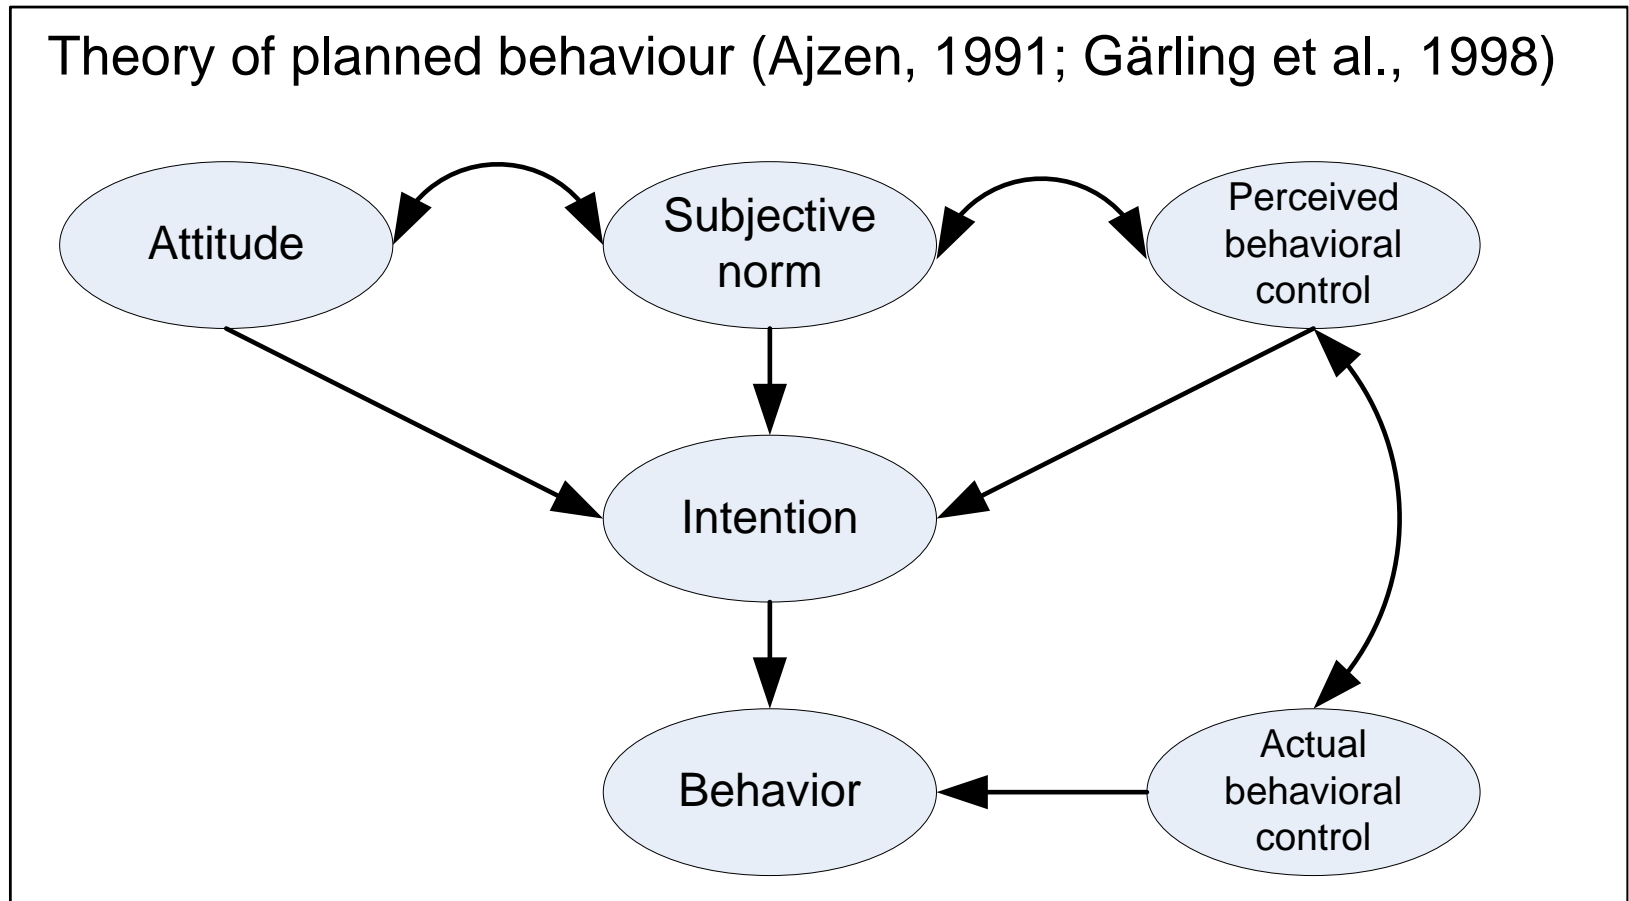 Theory of planned behaviour (Ajzen, 1991; Gärling et al., 1998)
Attitude
Subjective
norm
Perceived
behavioral
control
Intention
Behavior
Actual
behavioral
control